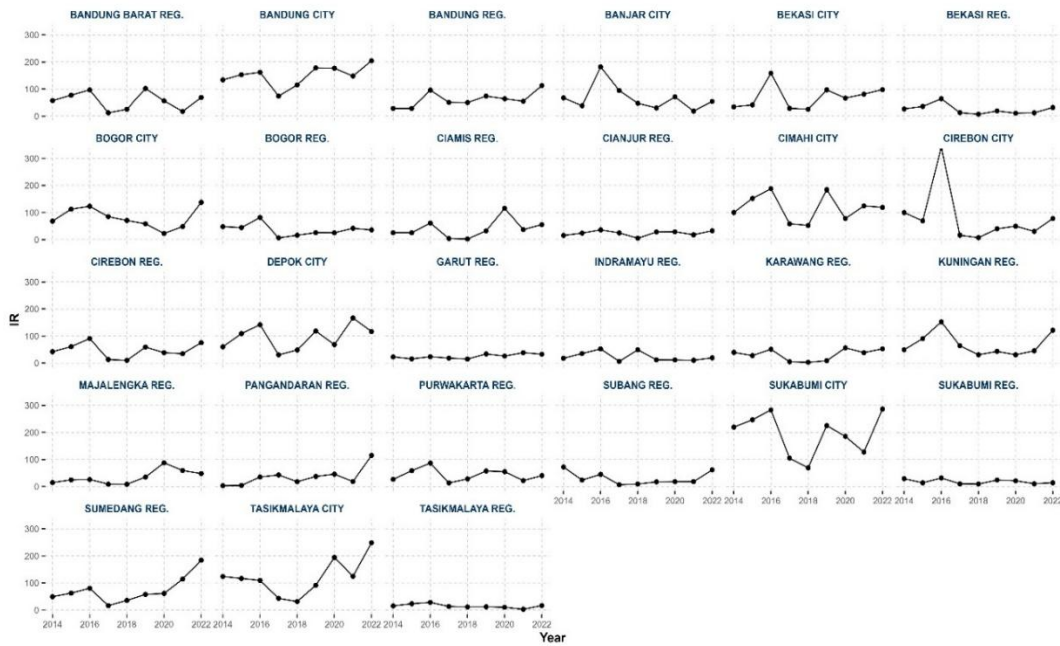 BANDUNG BARAT REG. BANDUNG CITY BANDUNG REG. BANJAR CITY BEKASI CITY BEKASI REG.
300
200
100
0
BOGOR CITY BOGOR REG. CIAMIS REG. CIANJUR REG. CIMAHI CITY CIREBON CITY
300
200
100
0
CIREBON REG. DEPOK CITY GARUT REG. INDRAMAYU REG. KARAWANG REG. KUNINGAN REG.
300
200
100
0
IR
MAJALENGKA REG. PANGANDARAN REG. PURWAKARTA REG. SUBANG REG. SUKABUMI CITY SUKABUMI REG.
300
200
100
0
2014 2016 2018 2020 2022 2014 2016 2018 2020 2022 2014 2016 2018 2020 2022
SUMEDANG REG. TASIKMALAYA CITY TASIKMALAYA REG.
300
200
100
0
2014 2016 2018 2020 2022 2014 2016 2018 2020 2022 2014 2016 2018 2020 2022
Year